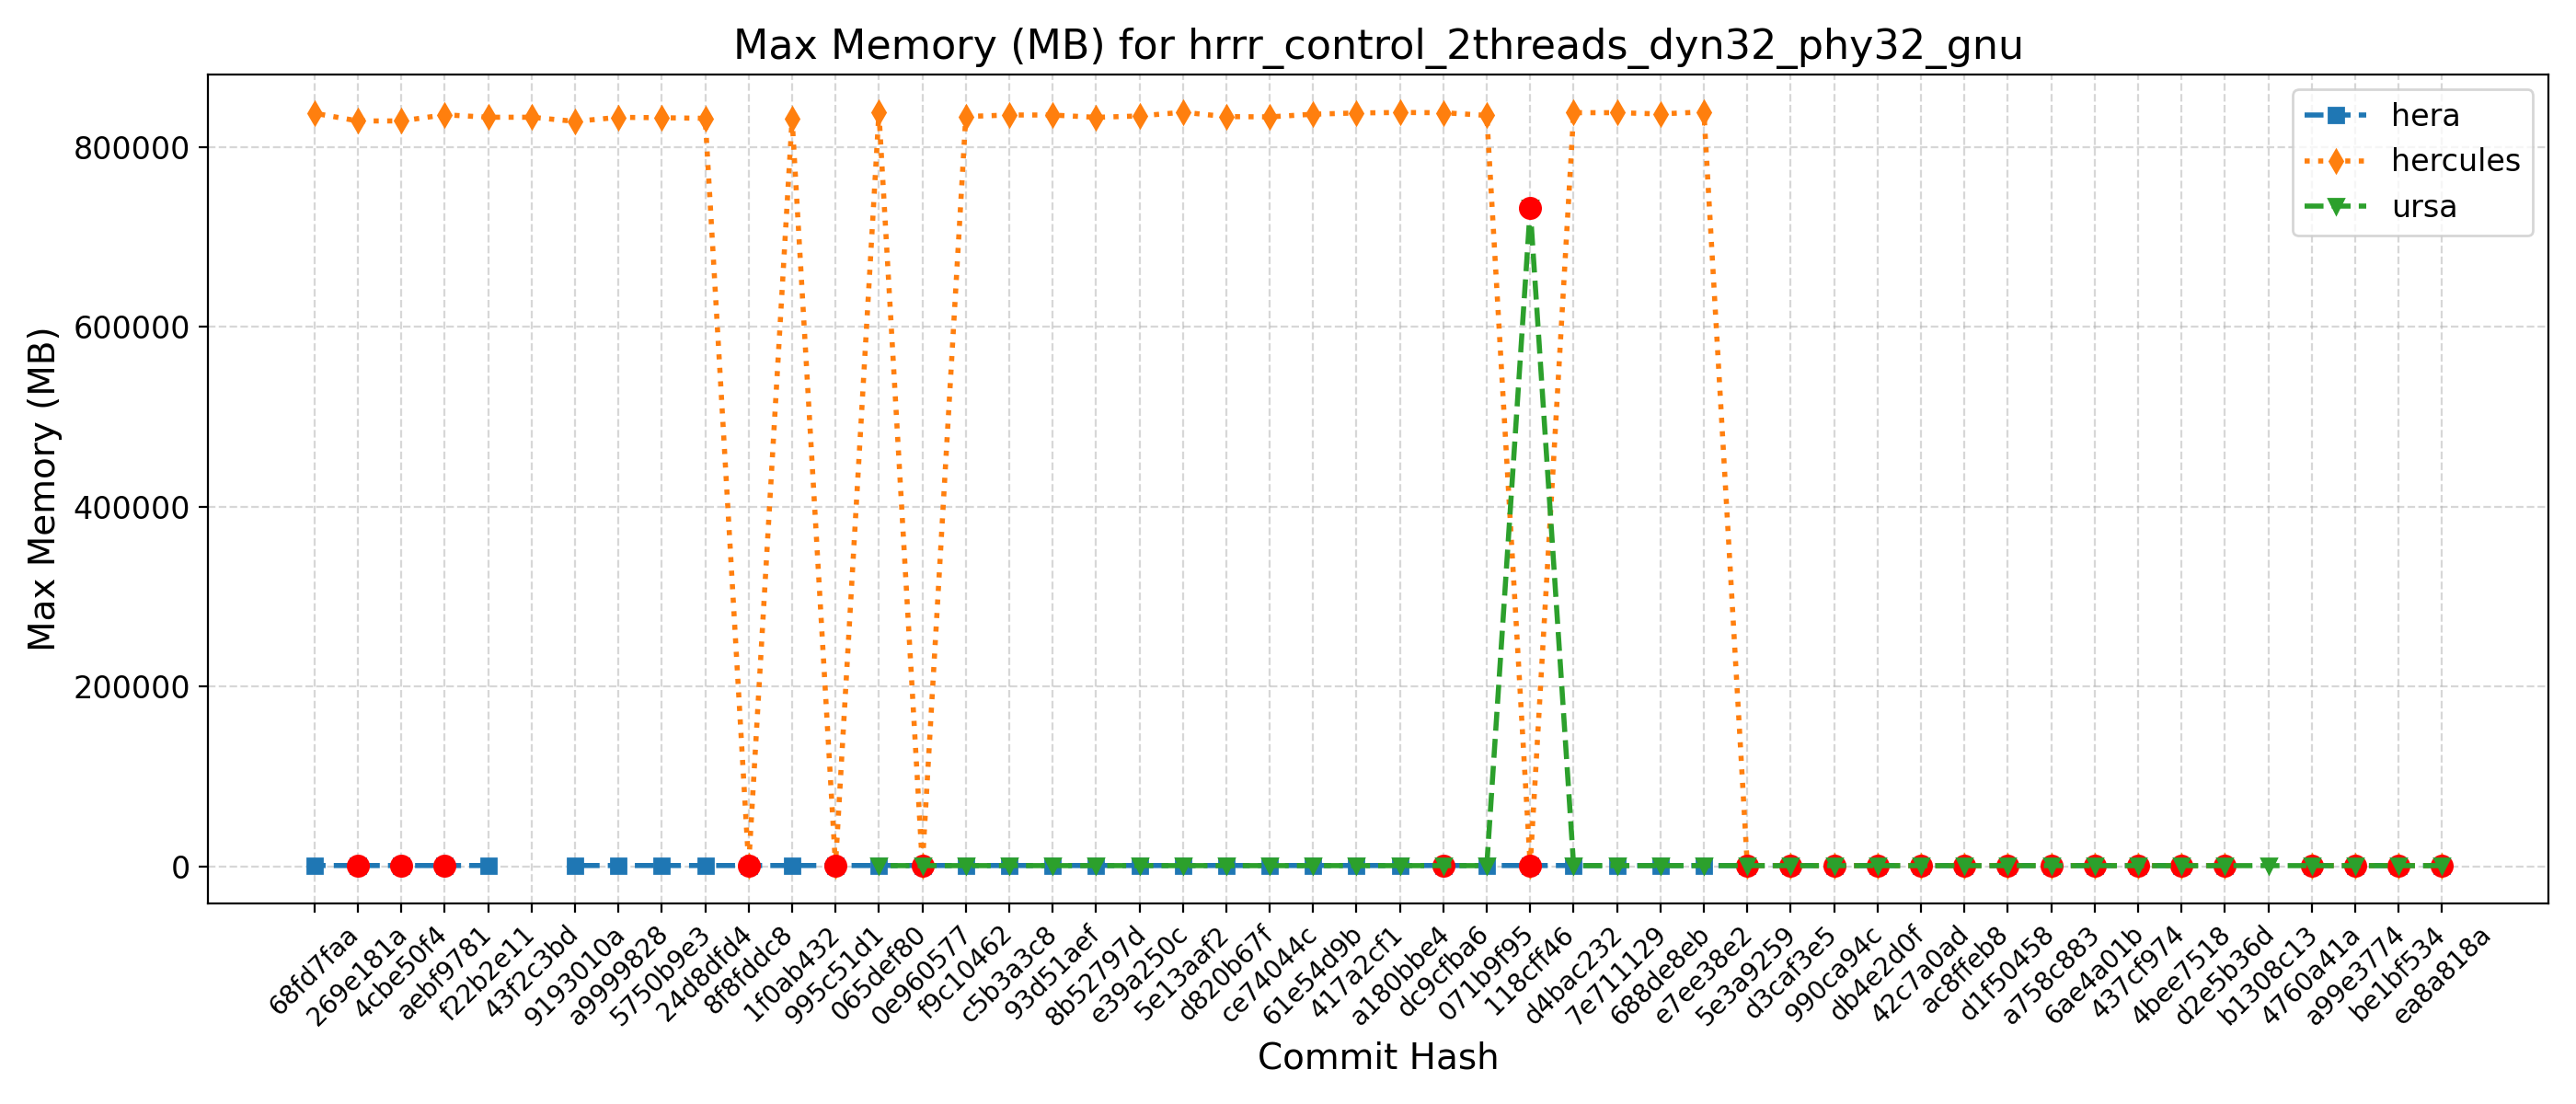 Max Memory (MB) for hrrr_control_2threads_dyn32_phy32_gnu
hera
hercules
ursa
Max Memory (MB)
800000
600000
400000
200000
0
68fd7faa
269e181a
4cbe50f4
aebf9781
f22b2e11
43f2c3bd
9193010a
a9999828
5750b9e3
24d8dfd4
8f8fddc8
1f0ab432
995c51d1
065def80
0e960577
f9c10462
c5b3a3c8
93d51aef
8b52797d
e39a250c
5e13aaf2
d820b67f
ce74044c
61e54d9b
417a2cf1
a180bbe4
dc9cfba6
071b9f95
118cff46
d4bac232
7e711129
688de8eb
e7ee38e2
5e3a9259
d3caf3e5
990ca94c
db4e2d0f
42c7a0ad
ac8ffeb8
d1f50458
a758c883
6ae4a01b
437cf974
4bee7518
d2e5b36d
b1308c13
4760a41a
a99e3774
be1bf534
ea8a818a
Commit Hash